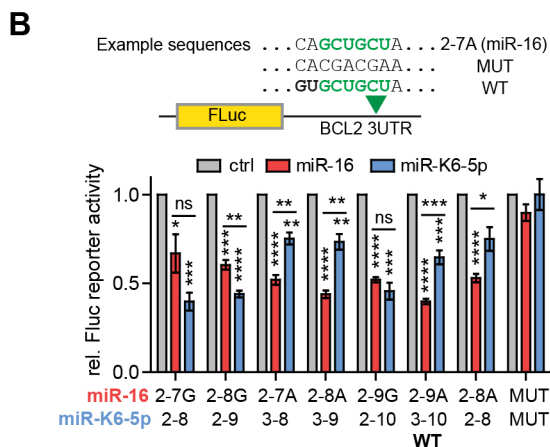 B
Example sequences ...CAGCUGCUA... 2-7A (miR-16)
...CACGACGAA... MUT
...GUGCUGCUA... WT
FLuc
BCL2 3UTR
ctrl miR-16 miR-K6-5p
rel. Fluc reporter activity
1.0
0.5
0.0
ns ** ** ** ns *** *
* *** **** **** **** ** **** ** **** *** **** *** ****
miR-16 2-7G 2-8G 2-7A 2-8A 2-9G 2-9A 2-8A MUT
miR-K6-5p 2-8 2-9 3-8 3-9 2-10 3-10 2-8 MUT
WT